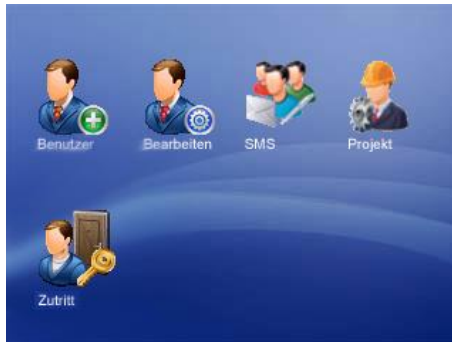 Benutzer
Bearbeiten
SMS
Projekt
Zutritt